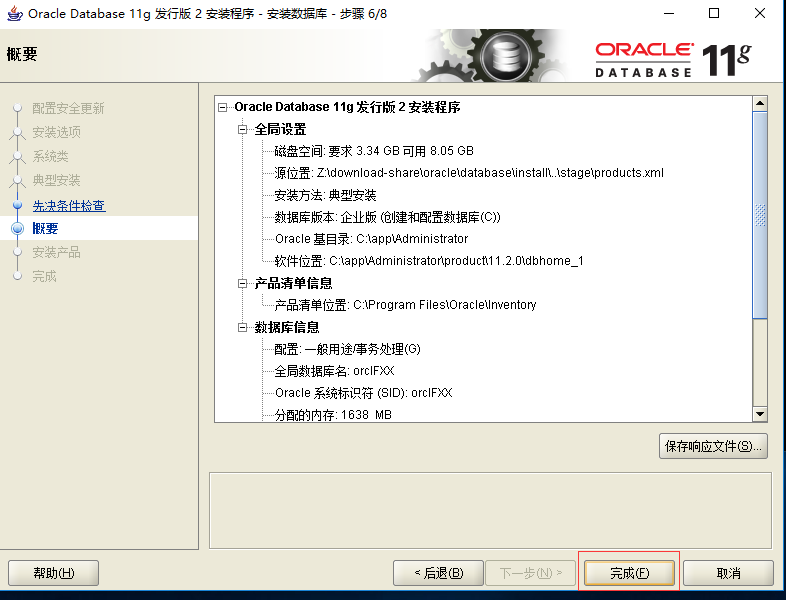 Oracle Database 11g 发行版 2 安装程序 - 安装数据库 - 步骤 6/8
概要
ORACLE 11g
DATABASE
配置安全更新
安装选项
系统类
典型安装
先决条件检查
概要
安装产品
完成
Oracle Database 11g 发行版 2 安装程序
全局设置
磁盘空间: 要求 3.34 GB 可用 8.05 GB
源位置: Z:\download-share\oracle\database\install\..\stage\products.xml
安装方法: 典型安装
数据库版本: 企业版 (创建和配置数据库(C))
Oracle 基目录: C:\app\Administrator
软件位置: C:\app\Administrator\product\11.2.0\dbhome_1
产品清单信息
产品清单位置: C:\Program Files\Oracle\Inventory
数据库信息
配置: 一般用途/事务处理(G)
全局数据库名: orclFXX
Oracle 系统标识符 (SID): orclFXX
分配的内存: 1638 MB
保存响应文件(S)...
帮助(H)
< 后退(B)
下一步(N) >
完成(F)
取消